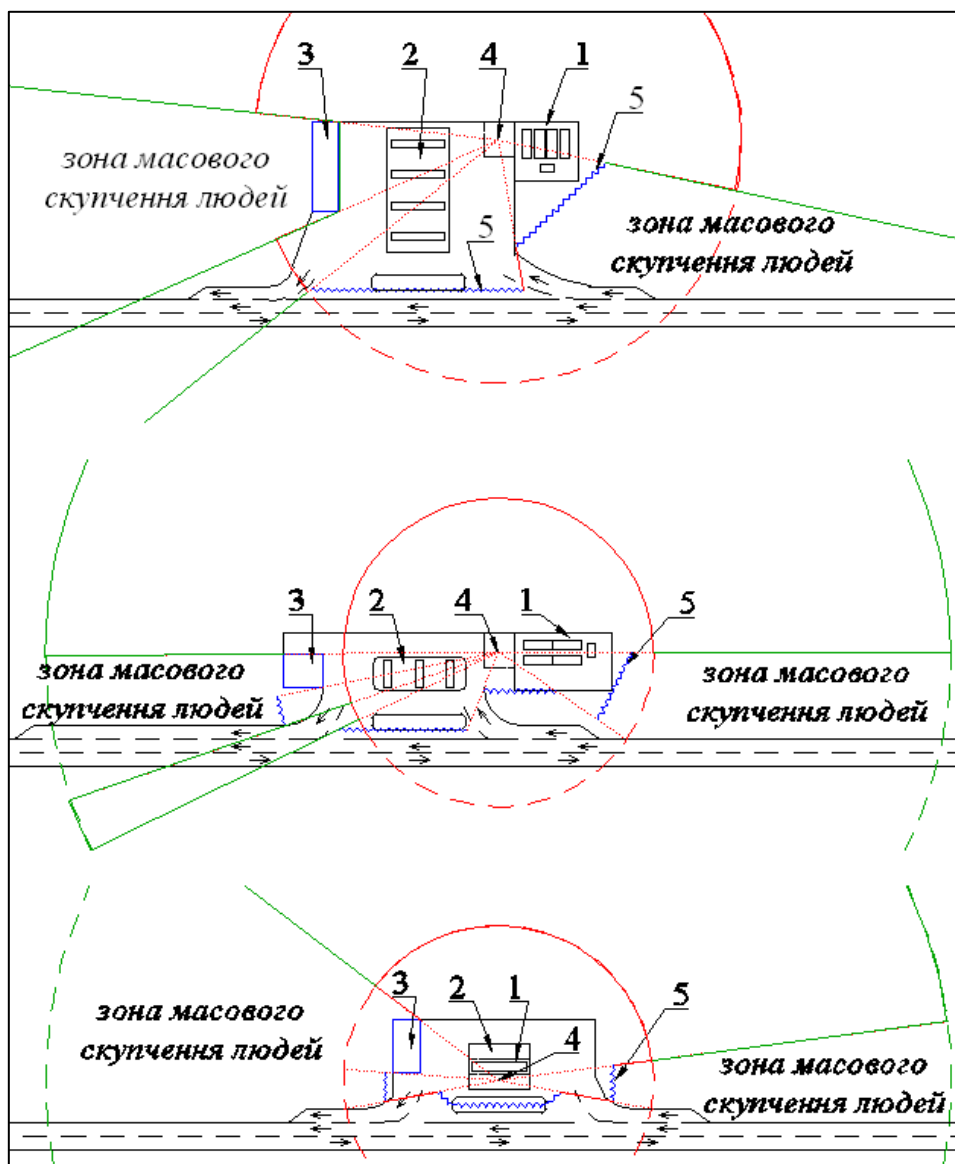 3 2 4 1
5
зона масового
скупчення людей
зона масового
скупчення людей
5
3 2 4 1 5
зона масового
скупчення людей
зона масового
скупчення людей
3 2 1 5
4
зона масового
скупчення людей
зона масового
скупчення людей